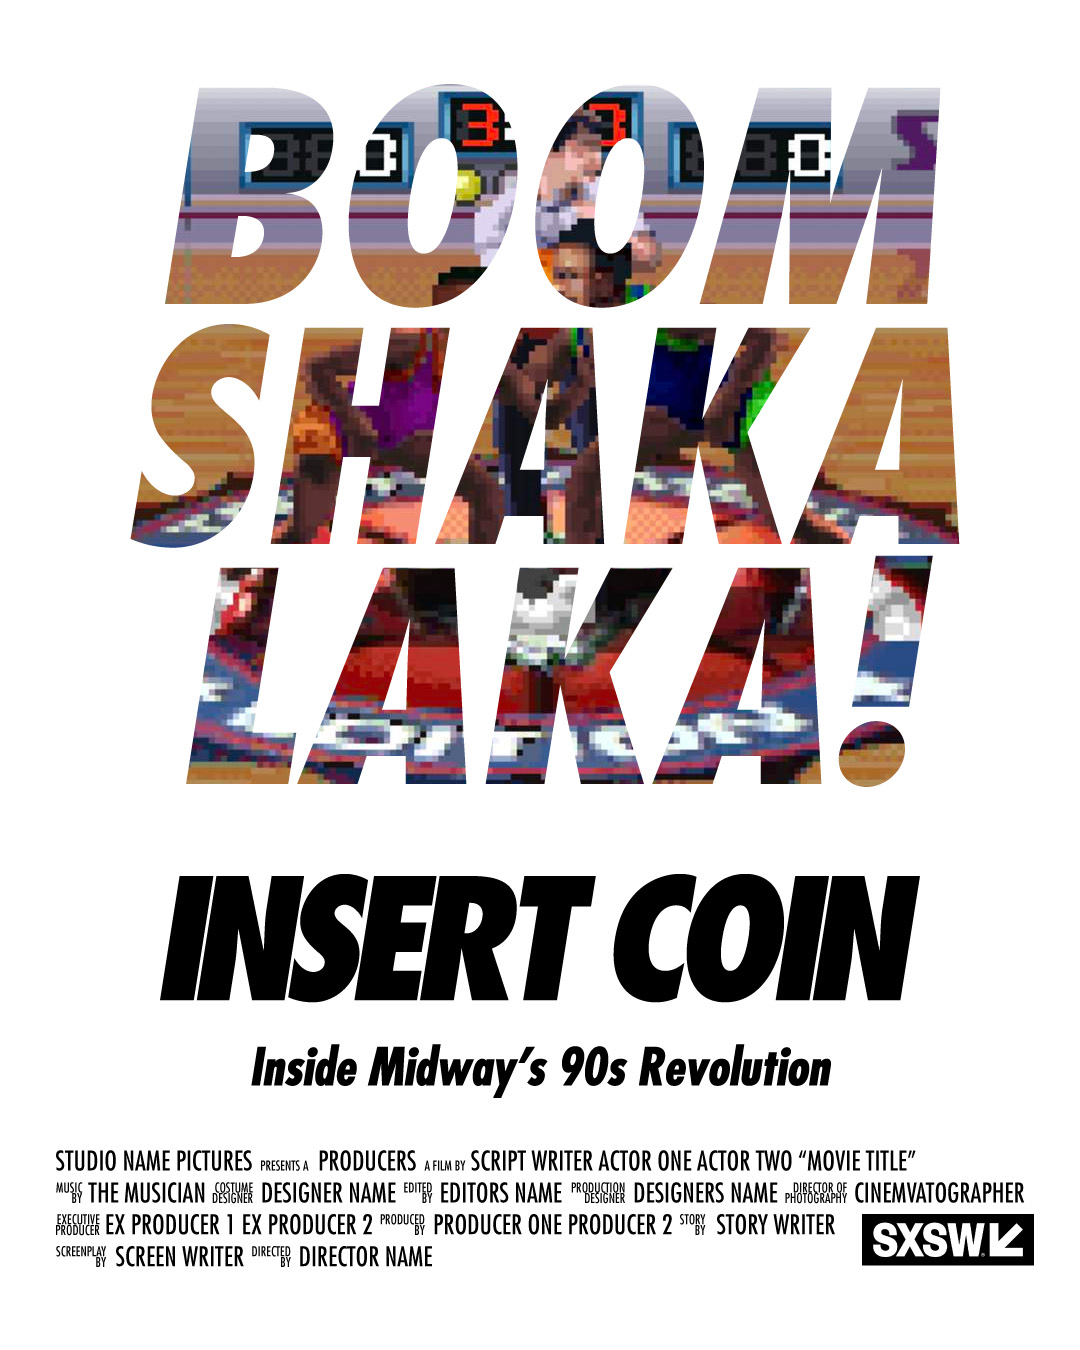 BOOM
SHAKA
LAKA!
INSERT COIN
Inside Midway's 90s Revolution
STUDIO NAME PICTURES PRESENTS A PRODUCERS A FILM BY SCRIPT WRITER ACTOR ONE ACTOR TWO “MOVIE TITLE”
MUSIC BY THE MUSICIAN COSTUME DESIGNER DESIGNER NAME EDITED BY EDITORS NAME PRODUCTION DESIGNER DESIGNERS NAME DIRECTOR OF PHOTOGRAPHY CINEMVATOGRAPHER
EXECUTIVE PRODUCER EX PRODUCER 1 EX PRODUCER 2 PRODUCED BY PRODUCER ONE PRODUCER 2 STORY BY STORY WRITER
SCREENPLAY BY SCREEN WRITER DIRECTED BY DIRECTOR NAME
SXSW